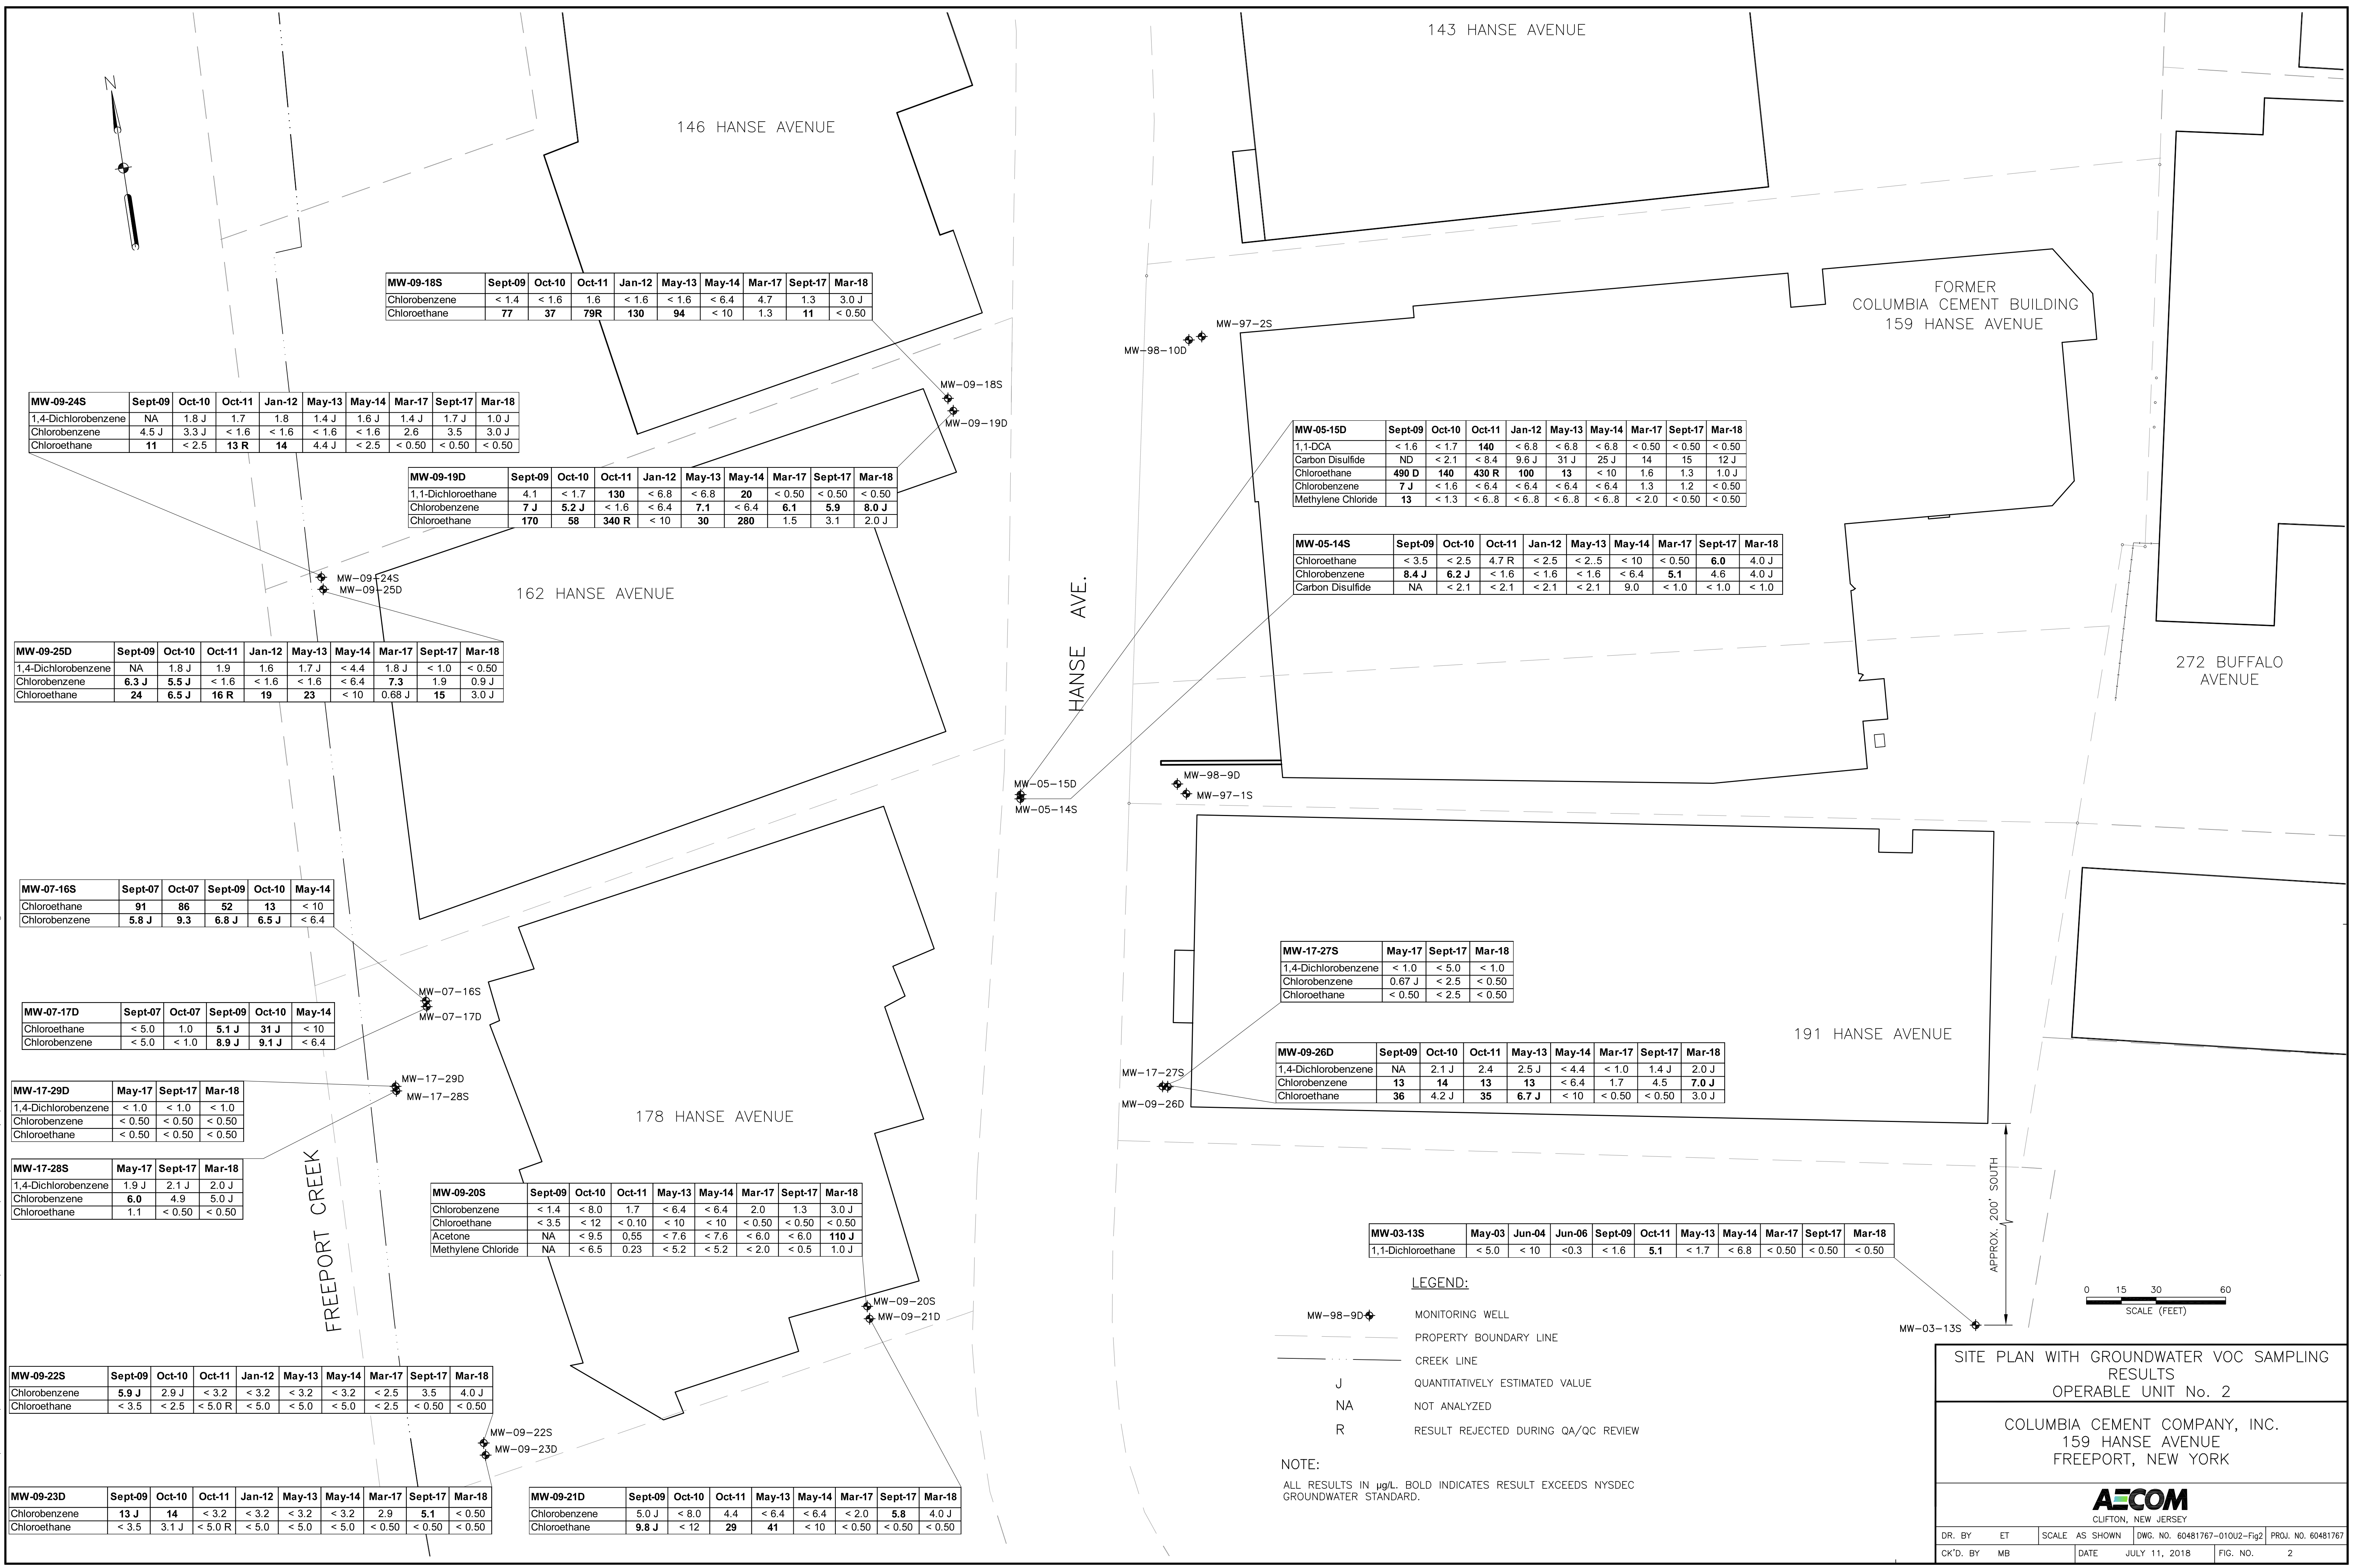 143 HANSE AVENUE
N
146 HANSE AVENUE
FORMER
COLUMBIA CEMENT BUILDING
159 HANSE AVENUE
MW-09-18S Sept-09 Oct-10 Oct-11 Jan-12 May-13 May-14 Mar-17 Sept-17 Mar-18
Chlorobenzene < 1.4 < 1.6 1.6 < 1.6 < 1.6 < 6.4 4.7 1.3 3.0 J
Chloroethane 77 37 79R 130 94 < 10 1.3 11 < 0.50
MW-97-2S
MW-98-10D
MW-09-18S
MW-09-19D
MW-09-24S Sept-09 Oct-10 Oct-11 Jan-12 May-13 May-14 Mar-17 Sept-17 Mar-18
1,4-Dichlorobenzene NA 1.8 J 1.7 1.8 1.4 J 1.6 J 1.4 J 1.7 J 1.0 J
Chlorobenzene 4.5 J 3.3 J < 1.6 < 1.6 < 1.6 < 1.6 2.6 3.5 3.0 J
Chloroethane 11 < 2.5 13 R 14 4.4 J < 2.5 < 0.50 < 0.50 < 0.50
MW-05-15D Sept-09 Oct-10 Oct-11 Jan-12 May-13 May-14 Mar-17 Sept-17 Mar-18
1,1-DCA < 1.6 < 1.7 140 < 6.8 < 6.8 < 6.8 < 0.50 < 0.50 < 0.50
Carbon Disulfide ND < 2.1 < 8.4 9.6 J 31 J 25 J 14 15 12 J
Chloroethane 490 D 140 430 R 100 13 < 10 1.6 1.3 1.0 J
Chlorobenzene 7 J < 1.6 < 6.4 < 6.4 < 6.4 < 6.4 1.3 1.2 < 0.50
Methylene Chloride 13 < 1.3 < 6..8 < 6..8 < 6..8 < 6..8 < 2.0 < 0.50 < 0.50
MW-09-19D Sept-09 Oct-10 Oct-11 Jan-12 May-13 May-14 Mar-17 Sept-17 Mar-18
1,1-Dichloroethane 4.1 < 1.7 130 < 6.8 < 6.8 20 < 0.50 < 0.50 < 0.50
Chlorobenzene 7 J 5.2 J < 1.6 < 6.4 7.1 < 6.4 6.1 5.9 8.0 J
Chloroethane 170 58 340 R < 10 30 280 1.5 3.1 2.0 J
MW-05-14S Sept-09 Oct-10 Oct-11 Jan-12 May-13 May-14 Mar-17 Sept-17 Mar-18
Chloroethane < 3.5 < 2.5 4.7 R < 2.5 < 2..5 < 10 < 0.50 6.0 4.0 J
Chlorobenzene 8.4 J 6.2 J < 1.6 < 1.6 < 1.6 < 6.4 5.1 4.6 4.0 J
Carbon Disulfide NA < 2.1 < 2.1 < 2.1 < 2.1 9.0 < 1.0 < 1.0 < 1.0
MW-09-24S
MW-09-25D
162 HANSE AVENUE
HANSE AVE.
272 BUFFALO
AVENUE
MW-09-25D Sept-09 Oct-10 Oct-11 Jan-12 May-13 May-14 Mar-17 Sept-17 Mar-18
1,4-Dichlorobenzene NA 1.8 J 1.9 1.6 1.7 J < 4.4 1.8 J < 1.0 < 0.50
Chlorobenzene 6.3 J 5.5 J < 1.6 < 1.6 < 1.6 < 6.4 7.3 1.9 0.9 J
Chloroethane 24 6.5 J 16 R 19 23 < 10 0.68 J 15 3.0 J
MW-05-15D
MW-05-14S
MW-98-9D
MW-97-1S
MW-07-16S Sept-07 Oct-07 Sept-09 Oct-10 May-14
Chloroethane 91 86 52 13 < 10
Chlorobenzene 5.8 J 9.3 6.8 J 6.5 J < 6.4
MW-07-16S
MW-07-17D
MW-17-27S May-17 Sept-17 Mar-18
1,4-Dichlorobenzene < 1.0 < 5.0 < 1.0
Chlorobenzene 0.67 J < 2.5 < 0.50
Chloroethane < 0.50 < 2.5 < 0.50
MW-07-17D Sept-07 Oct-07 Sept-09 Oct-10 May-14
Chloroethane < 5.0 1.0 5.1 J 31 J < 10
Chlorobenzene < 5.0 < 1.0 8.9 J 9.1 J < 6.4
191 HANSE AVENUE
MW-09-26D Sept-09 Oct-10 Oct-11 May-13 May-14 Mar-17 Sept-17 Mar-18
1,4-Dichlorobenzene NA 2.1 J 2.4 2.5 J < 4.4 < 1.0 1.4 J 2.0 J
Chlorobenzene 13 14 13 13 < 6.4 1.7 4.5 7.0 J
Chloroethane 36 4.2 J 35 6.7 J < 10 < 0.50 < 0.50 3.0 J
MW-17-27S
MW-09-26D
MW-17-29D
MW-17-28S
MW-17-29D May-17 Sept-17 Mar-18
1,4-Dichlorobenzene < 1.0 < 1.0 < 1.0
Chlorobenzene < 0.50 < 0.50 < 0.50
Chloroethane < 0.50 < 0.50 < 0.50
178 HANSE AVENUE
MW-17-28S May-17 Sept-17 Mar-18
1,4-Dichlorobenzene 1.9 J 2.1 J 2.0 J
Chlorobenzene 6.0 4.9 5.0 J
Chloroethane 1.1 < 0.50 < 0.50
FREEPORT CREEK
MW-09-20S Sept-09 Oct-10 Oct-11 May-13 May-14 Mar-17 Sept-17 Mar-18
Chlorobenzene < 1.4 < 8.0 1.7 < 6.4 < 6.4 2.0 1.3 3.0 J
Chloroethane < 3.5 < 12 < 0.10 < 10 < 10 < 0.50 < 0.50 < 0.50
Acetone NA < 9.5 0,55 < 7.6 < 7.6 < 6.0 < 6.0 110 J
Methylene Chloride NA < 6.5 0.23 < 5.2 < 5.2 < 2.0 < 0.5 1.0 J
APPROX. 200' SOUTH
MW-03-13S May-03 Jun-04 Jun-06 Sept-09 Oct-11 May-13 May-14 Mar-17 Sept-17 Mar-18
1,1-Dichloroethane < 5.0 < 10 <0.3 < 1.6 5.1 < 1.7 < 6.8 < 0.50 < 0.50 < 0.50
MW-09-20S
MW-09-21D
MW-03-13S
0 15 30 60
SCALE (FEET)
LEGEND:
MW-98-9D MONITORING WELL
PROPERTY BOUNDARY LINE
CREEK LINE
J QUANTITATIVELY ESTIMATED VALUE
NA NOT ANALYZED
R RESULT REJECTED DURING QA/QC REVIEW
NOTE:
ALL RESULTS IN µg/L. BOLD INDICATES RESULT EXCEEDS NYSDEC
GROUNDWATER STANDARD.
MW-09-22S Sept-09 Oct-10 Oct-11 Jan-12 May-13 May-14 Mar-17 Sept-17 Mar-18
Chlorobenzene 5.9 J 2.9 J < 3.2 < 3.2 < 3.2 < 3.2 < 2.5 3.5 4.0 J
Chloroethane < 3.5 < 2.5 < 5.0 R < 5.0 < 5.0 < 5.0 < 2.5 < 0.50 < 0.50
MW-09-22S
MW-09-23D
MW-09-23D Sept-09 Oct-10 Oct-11 Jan-12 May-13 May-14 Mar-17 Sept-17 Mar-18
Chlorobenzene 13 J 14 < 3.2 < 3.2 < 3.2 < 3.2 2.9 5.1 < 0.50
Chloroethane < 3.5 3.1 J < 5.0 R < 5.0 < 5.0 < 5.0 < 0.50 < 0.50 < 0.50
MW-09-21D Sept-09 Oct-10 Oct-11 May-13 May-14 Mar-17 Sept-17 Mar-18
Chlorobenzene 5.0 J < 8.0 4.4 < 6.4 < 6.4 < 2.0 5.8 4.0 J
Chloroethane 9.8 J < 12 29 41 < 10 < 0.50 < 0.50 < 0.50
SITE PLAN WITH GROUNDWATER VOC SAMPLING
RESULTS
OPERABLE UNIT No. 2
COLUMBIA CEMENT COMPANY, INC.
159 HANSE AVENUE
FREEPORT, NEW YORK
AECOM
CLIFTON, NEW JERSEY
DR. BY ET SCALE AS SHOWN DWG. NO. 60481767-01OU2-Fig2 PROJ. NO. 60481767
CK'D. BY MB DATE JULY 11, 2018 FIG. NO. 2